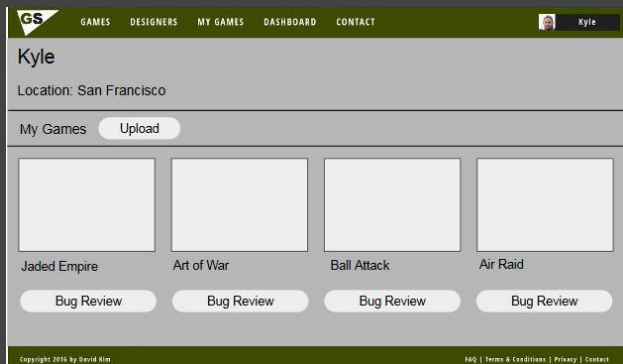 GS GAMES DESIGNERS MY GAMES DASHBOARD CONTACT Kyle
Kyle
Location: San Francisco
My Games Upload
Jaded Empire Art of War Ball Attack Air Raid
Bug Review Bug Review Bug Review Bug Review
Copyright 2016 by David Kim FAQ | Terms & Conditions | Privacy | Contact